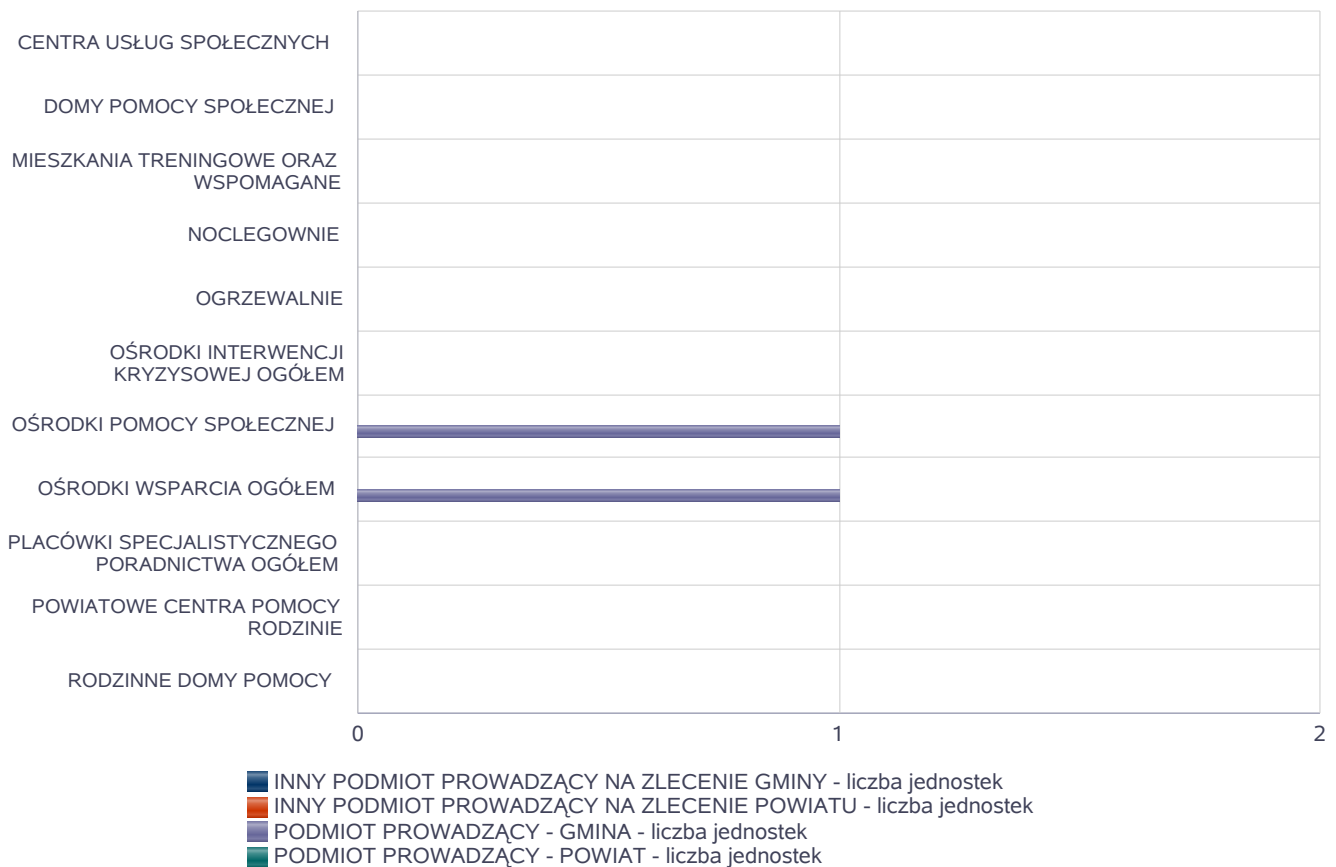 CENTRA USŁUG SPOŁECZNYCH
DOMY POMOCY SPOŁECZNEJ
MIESZKANIA TRENINGOWE ORAZ
WSPOMAGANE
NOCLEGOWNIE
OGRZEWALNIE
OŚRODKI INTERWENCJI
KRYZYSOWEJ OGÓŁEM
OŚRODKI POMOCY SPOŁECZNEJ
OŚRODKI WSPARCIA OGÓŁEM
PLACÓWKI SPECJALISTYCZNEGO
PORADNICTWA OGÓŁEM
POWIATOWE CENTRA POMOCY
RODZINIE
RODZINNE DOMY POMOCY
0 1 2
INNY PODMIOT PROWADZĄCY NA ZLECENIE GMINY - liczba jednostek
INNY PODMIOT PROWADZĄCY NA ZLECENIE POWIATU - liczba jednostek
PODMIOT PROWADZĄCY - GMINA - liczba jednostek
PODMIOT PROWADZĄCY - POWIAT - liczba jednostek